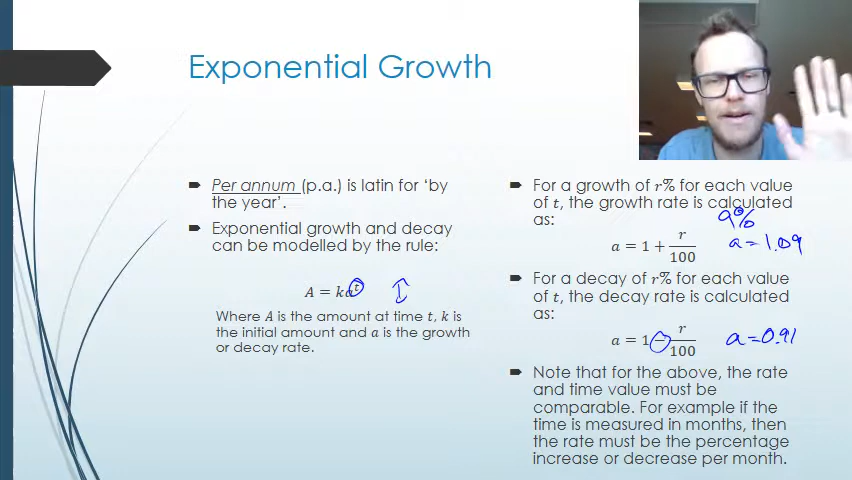 Exponential Growth
Per annum (p.a.) is latin for ‘by
the year’.
Exponential growth and decay
can be modelled by the rule:
A = ka^t
Where A is the amount at time t, k is
the initial amount and a is the growth
or decay rate.
For a growth of r% for each value
of t, the growth rate is calculated
as:
9%
a = 1 + r/100
a=1.09
For a decay of r% for each value
of t, the decay rate is calculated
as:
a = 1 − r/100
a=0.91
Note that for the above, the rate
and time value must be
comparable. For example if the
time is measured in months, then
the rate must be the percentage
increase or decrease per month.